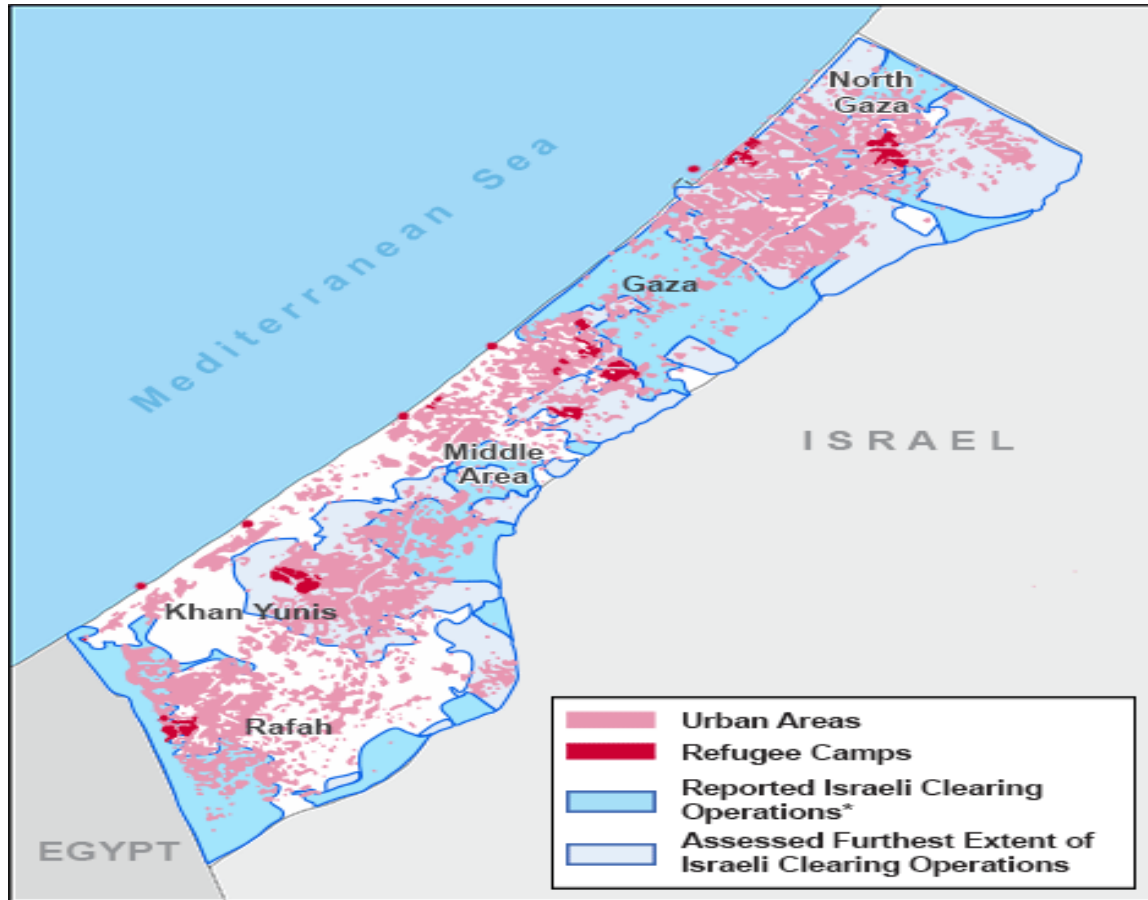 North
Gaza
Mediterranean Sea
Gaza
ISRAEL
Middle
Area
Khan Yunis
Rafah
EGYPT
Urban Areas
Refugee Camps
Reported Israeli Clearing
Operations*
Assessed Furthest Extent of
Israeli Clearing Operations